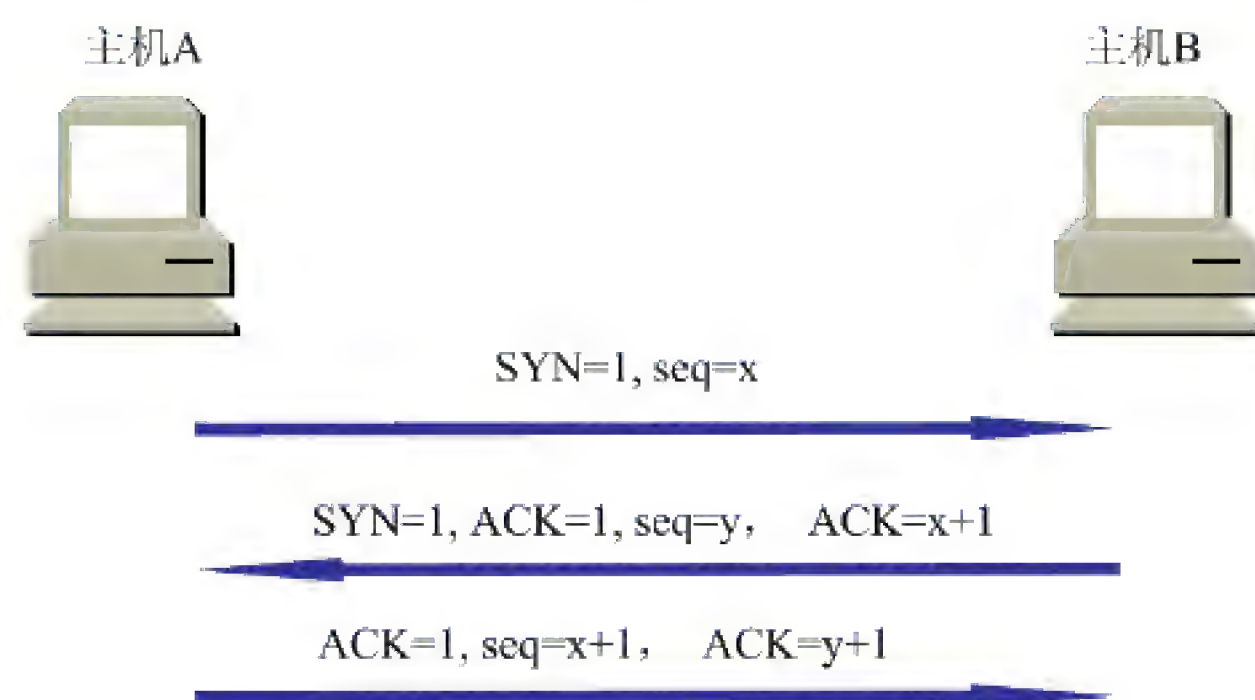 主机A
主机B
SYN=1, seq=x
SYN=1, ACK=1, seq=y， ACK=x+1
ACK=1, seq=x+1， ACK=y+1